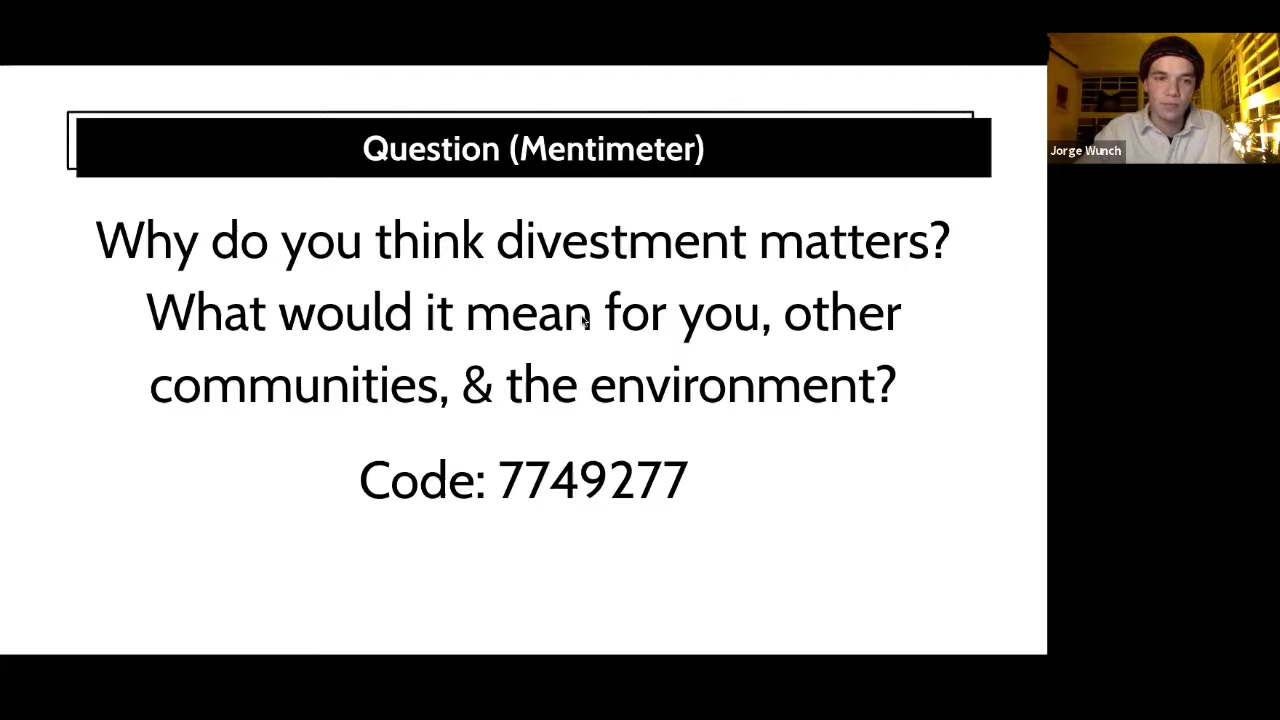 Question (Mentimeter)
Why do you think divestment matters?
What would it mean for you, other
communities, & the environment?
Code: 7749277
Jorge Wunch